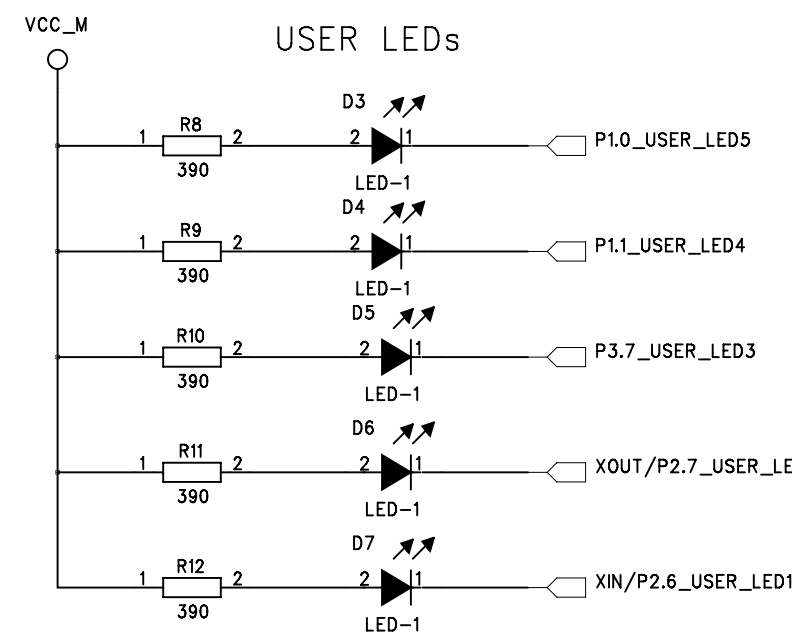 VCC_M
USER LEDs
D3
1 R8 2 2 1 P1.0_USER_LED5
390
LED-1
D4
1 R9 2 2 1 P1.1_USER_LED4
390
LED-1
D5
1 R10 2 2 1 P3.7_USER_LED3
390
LED-1
D6
1 R11 2 2 1 XOUT/P2.7_USER_LE
390
LED-1
D7
1 R12 2 2 1 XIN/P2.6_USER_LED1
390
LED-1